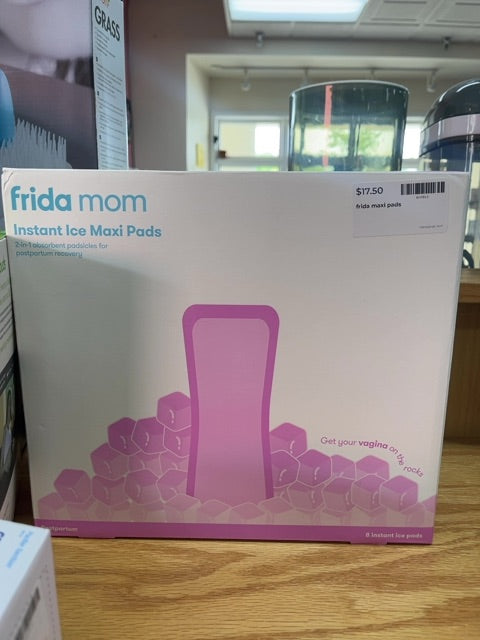 GRASS
frida mom
Instant Ice Maxi Pads
2-in-1 absorbent padsicles for
postpartum recovery
$17.50
frida maxi pads
Get your vagina on the rocks
postpartum
8 instant ice pads